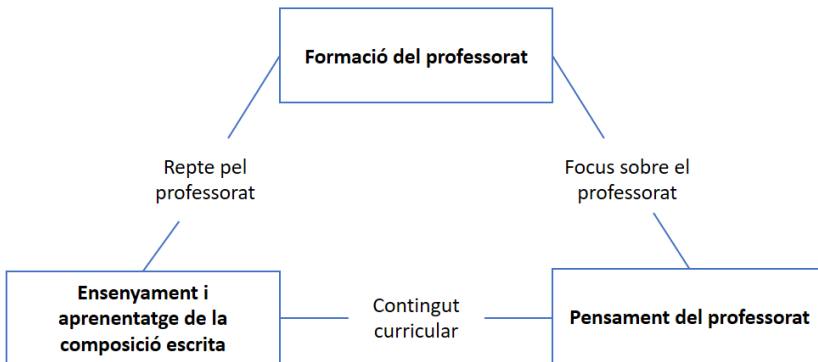 Formació del professorat
Repte pel
professorat
Focus sobre el
professorat
Ensenyament i
aprenentatge de la
composició escrita
Contingut
curricular
Pensament del professorat